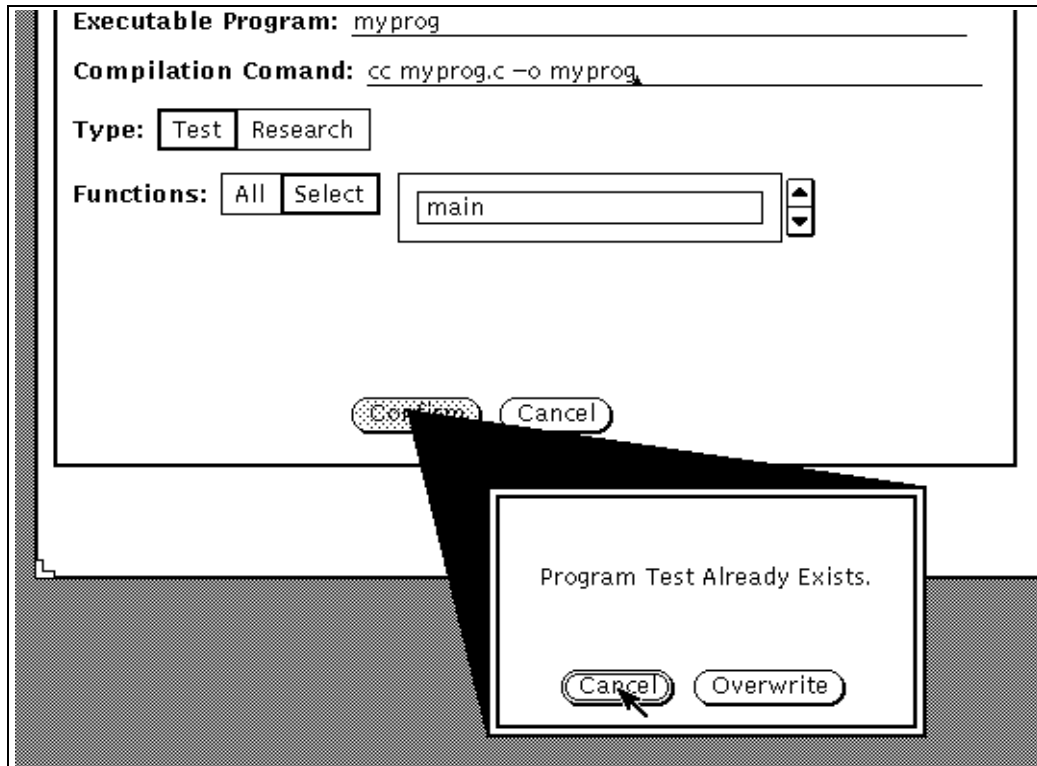 Executable Program: myprog
Compilation Comand: cc myprog.c –o myprog
Type: Test Research
Functions: All Select main
Confirm Cancel
Program Test Already Exists.
Cancel Overwrite